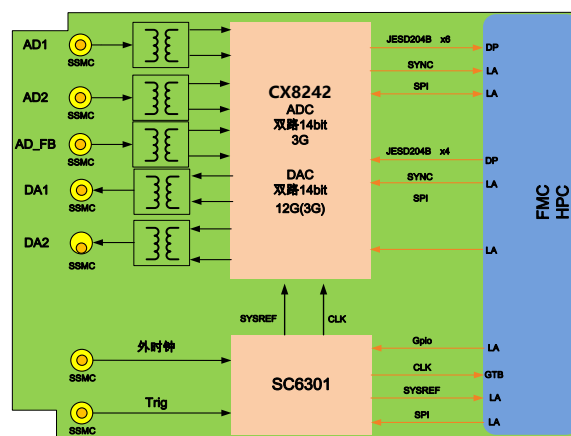 AD1
SSMC
AD2
SSMC
AD_FB
SSMC
DA1
SSMC
DA2
SSMC
CX8242
ADC
双路14bit
3G
DAC
双路14bit
12G(3G)
JESD204B x6
DP
SYNC
LA
SPI
LA
JESD204B x4
DP
SYNC
LA
SPI
LA
FMC
HPC
SYSREF
CLK
外时钟
SSMC
Trig
SSMC
SC6301
Gpio
LA
CLK
GTB
SYSREF
LA
SPI
LA